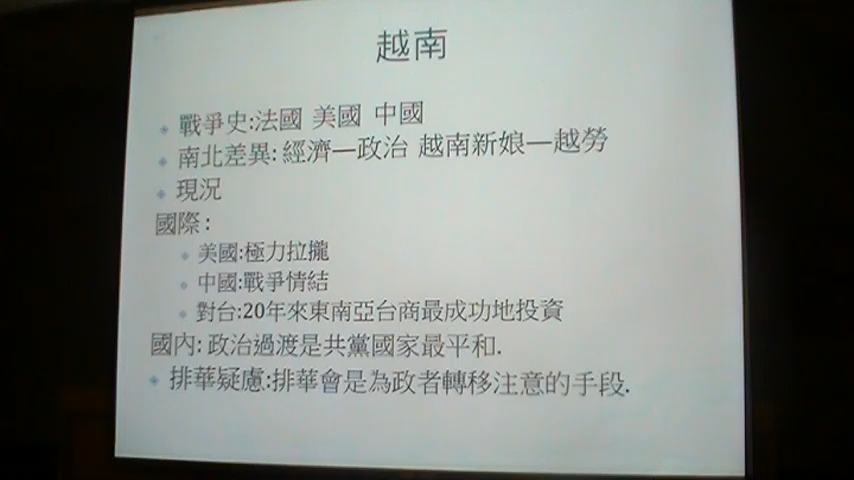 越南
戰爭史:法國 美國 中國
南北差異: 經濟—政治 越南新娘—越勞
現況
國際:
美國:極力拉攏
中國:戰爭情結
對台:20年來東南亞台商最成功地投資
國內: 政治過渡是共黨國家最平和.
排華疑慮:排華會是為政者轉移注意的手段.